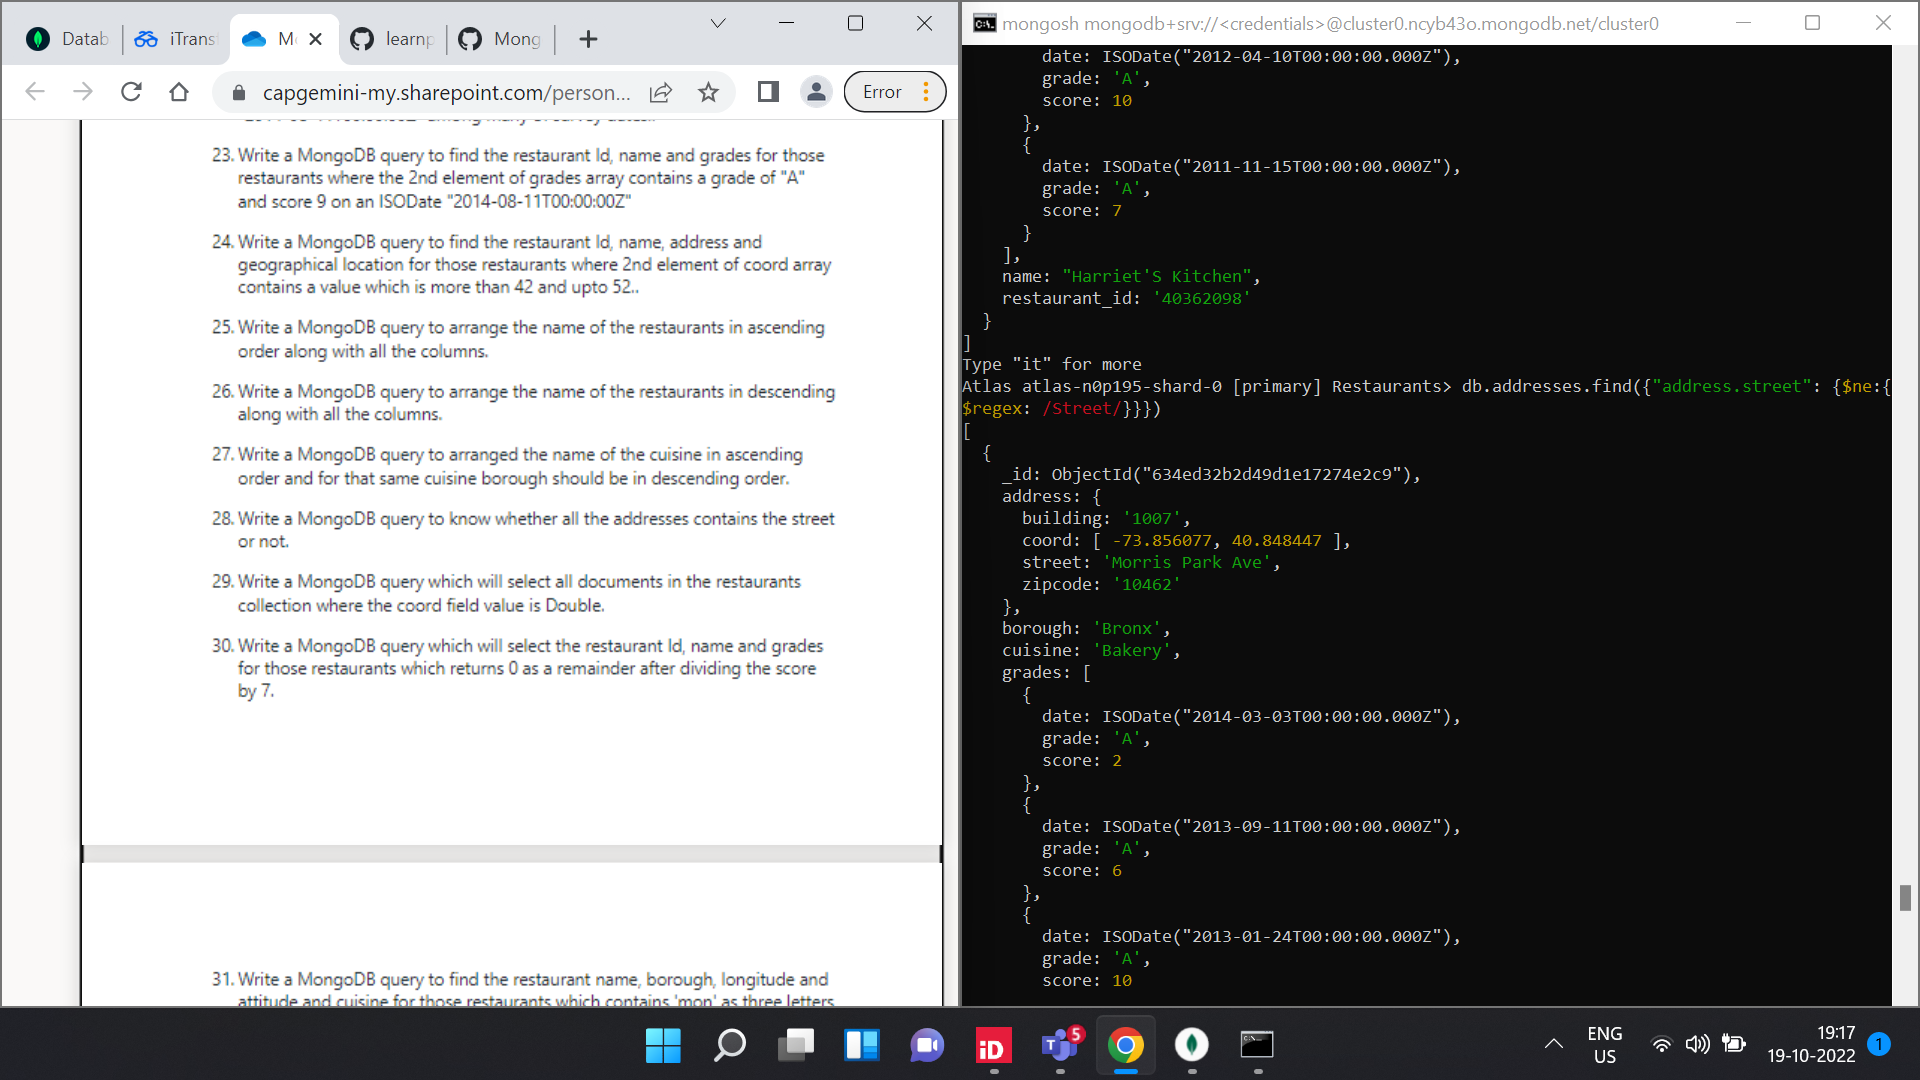 Datab
iTrans
M
learnp
Mong
capgemini-my.sharepoint.com/person...
Error
23. Write a MongoDB query to find the restaurant Id, name and grades for those
restaurants where the 2nd element of grades array contains a grade of "A"
and score 9 on an ISODate "2014-08-11T00:00:00Z"
24. Write a MongoDB query to find the restaurant Id, name, address and
geographical location for those restaurants where 2nd element of coord array
contains a value which is more than 42 and upto 52..
25. Write a MongoDB query to arrange the name of the restaurants in ascending
order along with all the columns.
26. Write a MongoDB query to arrange the name of the restaurants in descending
along with all the columns.
27. Write a MongoDB query to arranged the name of the cuisine in ascending
order and for that same cuisine borough should be in descending order.
28. Write a MongoDB query to know whether all the addresses contains the street
or not.
29. Write a MongoDB query which will select all documents in the restaurants
collection where the coord field value is Double.
30. Write a MongoDB query which will select the restaurant Id, name and grades
for those restaurants which returns 0 as a remainder after dividing the score
by 7.
31. Write a MongoDB query to find the restaurant name, borough, longitude and
attitude and cuisine for those restaurants which contains 'mon' as three letters
mongosh mongodb+srv://<credentials>@cluster0.ncyb43o.mongodb.net/cluster0
date: ISODate("2012-04-10T00:00:00.000Z"),
grade: 'A',
score: 10
},
{
date: ISODate("2011-11-15T00:00:00.000Z"),
grade: 'A',
score: 7
}
],
name: "Harriet'S Kitchen",
restaurant_id: '40362098'
}
]
Type "it" for more
Atlas atlas-n0p195-shard-0 [primary] Restaurants> db.addresses.find({"address.street": {$ne:{
$regex: /Street/}}})
[
{
_id: ObjectId("634ed32b2d49d1e17274e2c9"),
address: {
building: '1007',
coord: [ -73.856077, 40.848447 ],
street: 'Morris Park Ave',
zipcode: '10462'
},
borough: 'Bronx',
cuisine: 'Bakery',
grades: [
{
date: ISODate("2014-03-03T00:00:00.000Z"),
grade: 'A',
score: 2
},
{
date: ISODate("2013-09-11T00:00:00.000Z"),
grade: 'A',
score: 6
},
{
date: ISODate("2013-01-24T00:00:00.000Z"),
grade: 'A',
score: 10
iD
T
5
ENG
US
19:17
19-10-2022
1